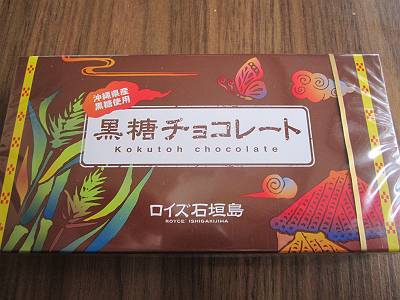 沖縄県産
黒糖使用
黒糖チョコレート
Kokutoh chocolate
ロイズ石垣島
ROYCE' ISHIGAKIJIMA